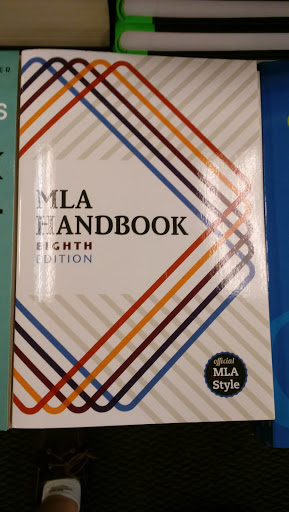 MLA
HANDBOOK
EIGHTH
EDITION
official
MLA
Style